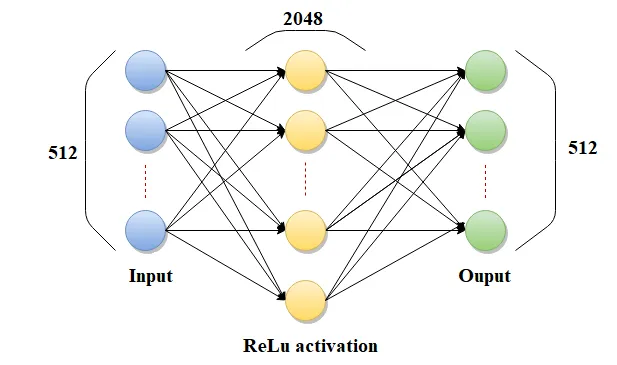 2048
512
512
Input
Ouput
ReLu activation